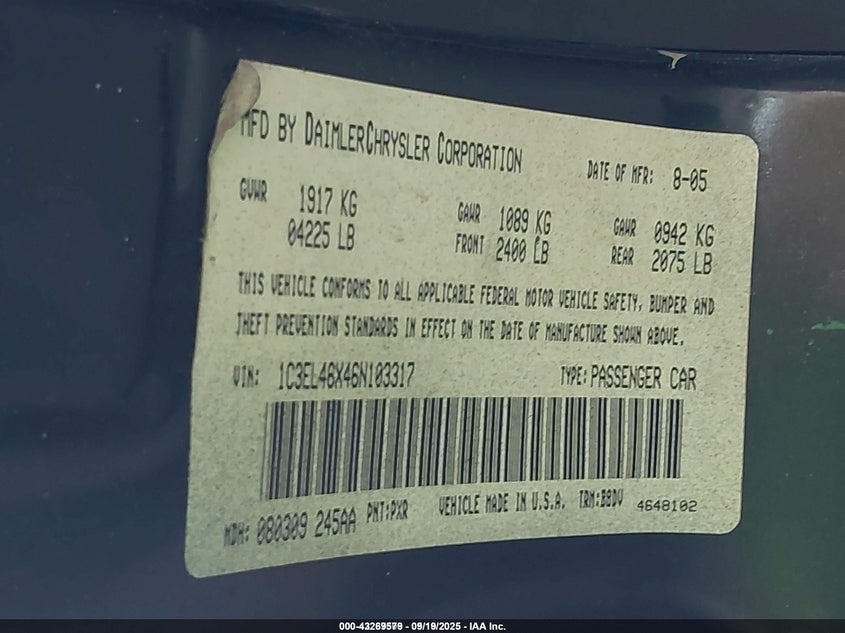 MFD BY DAIMLERCHRYSLER CORPORATION DATE OF MFR: 8-05
GVWR 1917 KG GAWR 1089 KG GAWR 0942 KG
04225 LB FRONT 2400 LB REAR 2075 LB
THIS VEHICLE CONFORMS TO ALL APPLICABLE FEDERAL MOTOR VEHICLE SAFETY, BUMPER AND
THEFT PREVENTION STANDARDS IN EFFECT ON THE DATE OF MANUFACTURE SHOWN ABOVE.
VIN: 1C3EL46X46N103317 TYPE: PASSENGER CAR
MDH: 080309 245AA PNT:PXR VEHICLE MADE IN U.S.A. TRM:B9DV 4648102
000-43269579 - 09/19/2025 - IAA Inc.